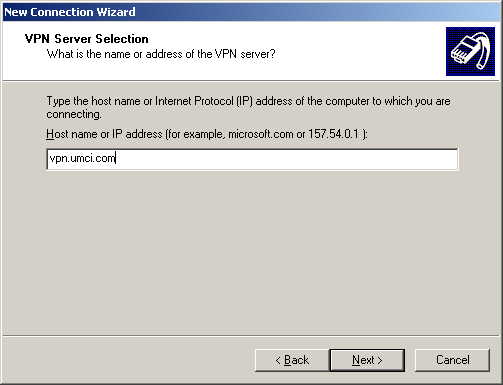 New Connection Wizard
VPN Server Selection
What is the name or address of the VPN server?
Type the host name or Internet Protocol (IP) address of the computer to which you are
connecting.
Host name or IP address (for example, microsoft.com or 157.54.0.1 ):
vpn.umci.com
< Back
Next >
Cancel